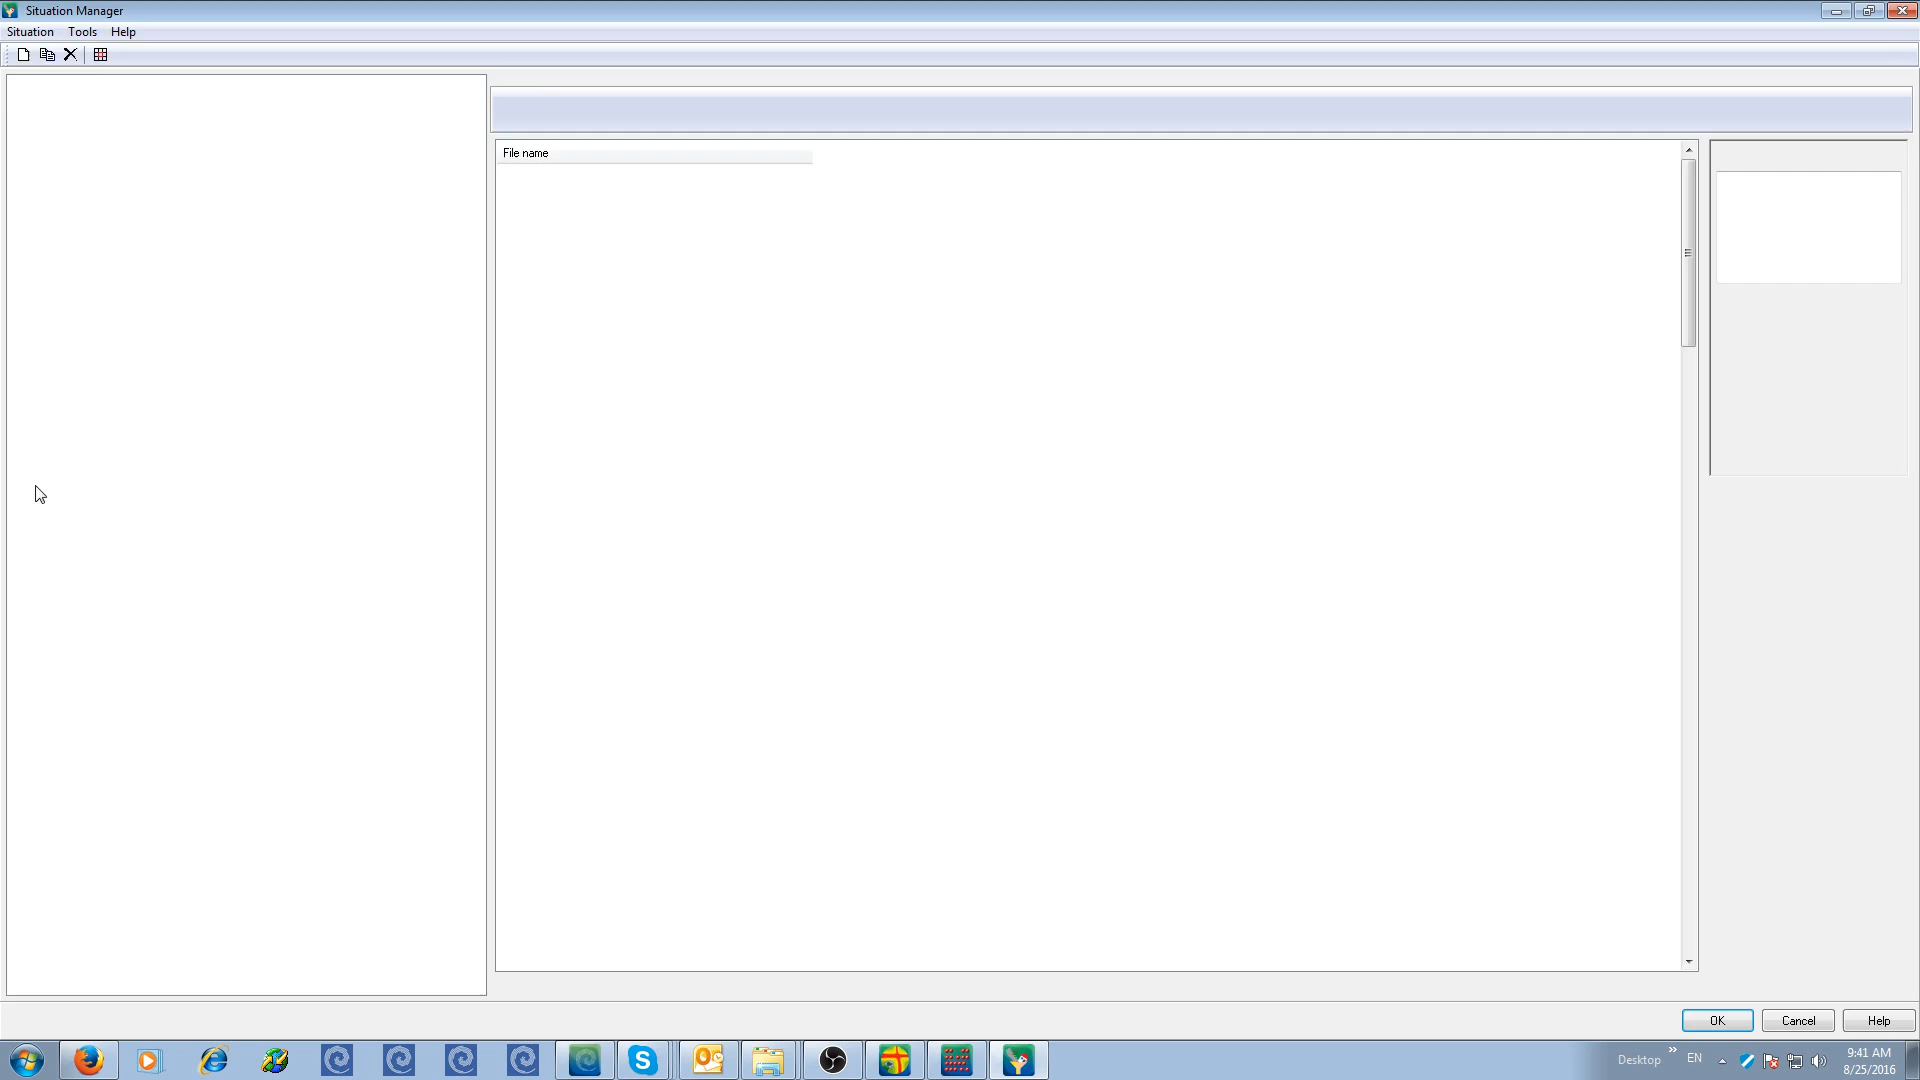 Situation Manager
Situation Tools Help
File name
OK Cancel Help
Desktop » EN
9:41 AM
8/25/2016